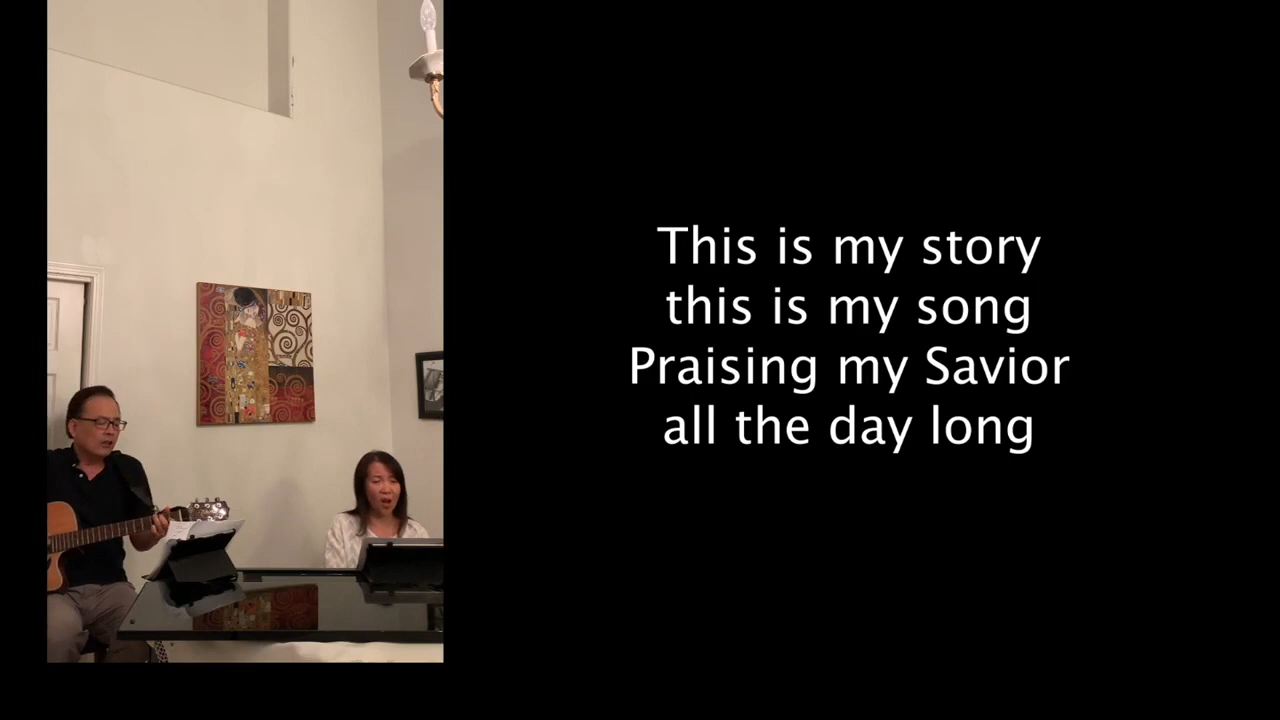 This is my story
this is my song
Praising my Savior
all the day long